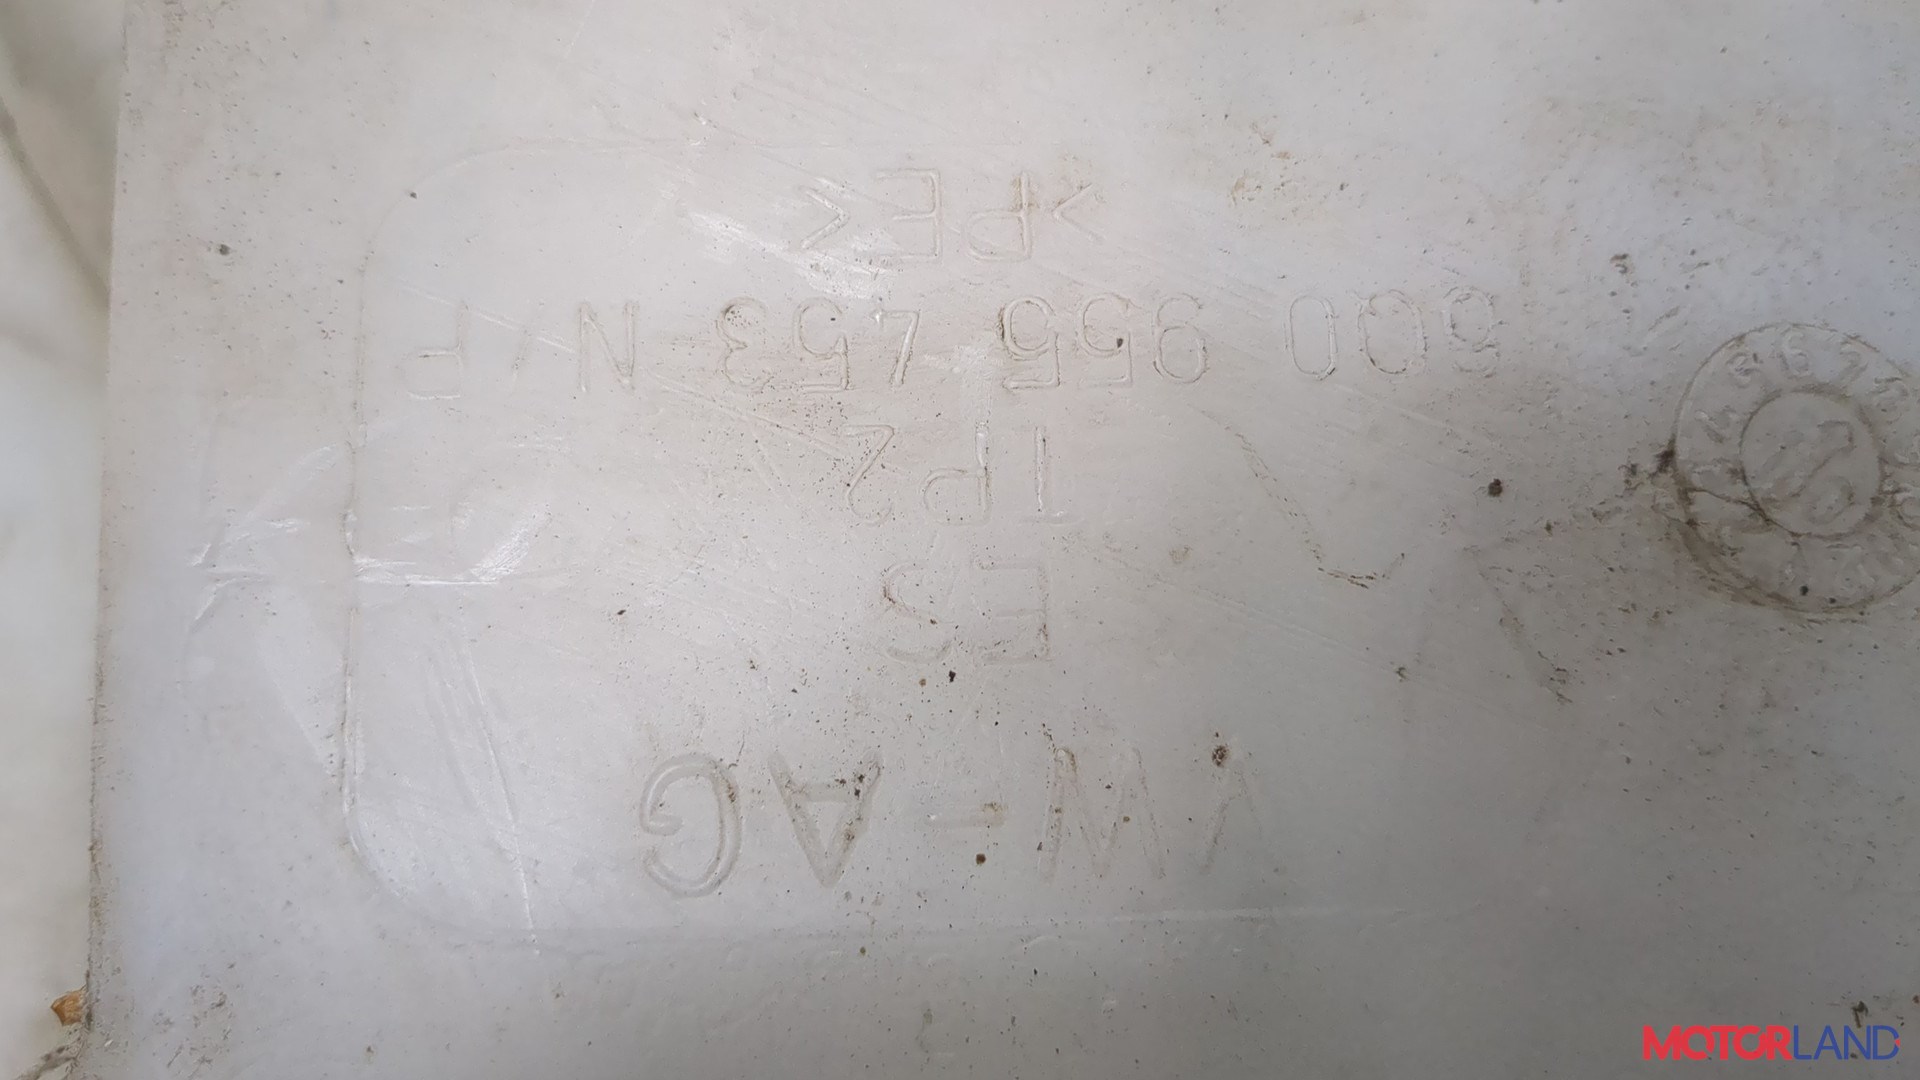 VW-AG
ES
TP2
6Q0 955 453 N/P
>PE<
MOTORLAND